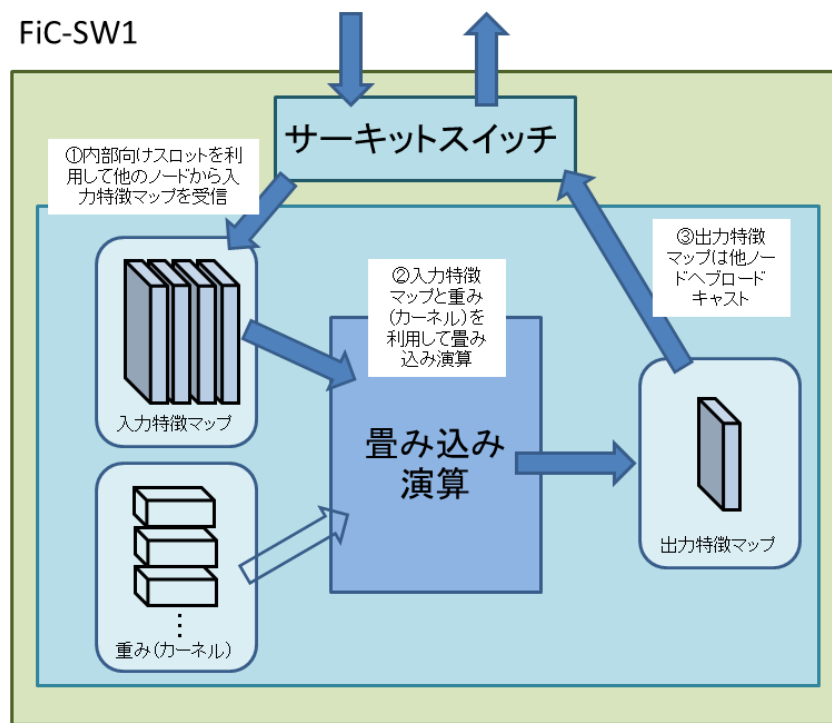 FiC-SW1
サーキットスイッチ
①内部向けスロットを利
用して他のノードから入
力特徴マップを受信
②入力特徴
マップと重み
(カーネル)を
利用して畳み
込み演算
③出力特徴
マップは他ノー
ドへブロード
キャスト
入力特徴マップ
畳み込み
演算
出力特徴マップ
重み(カーネル)